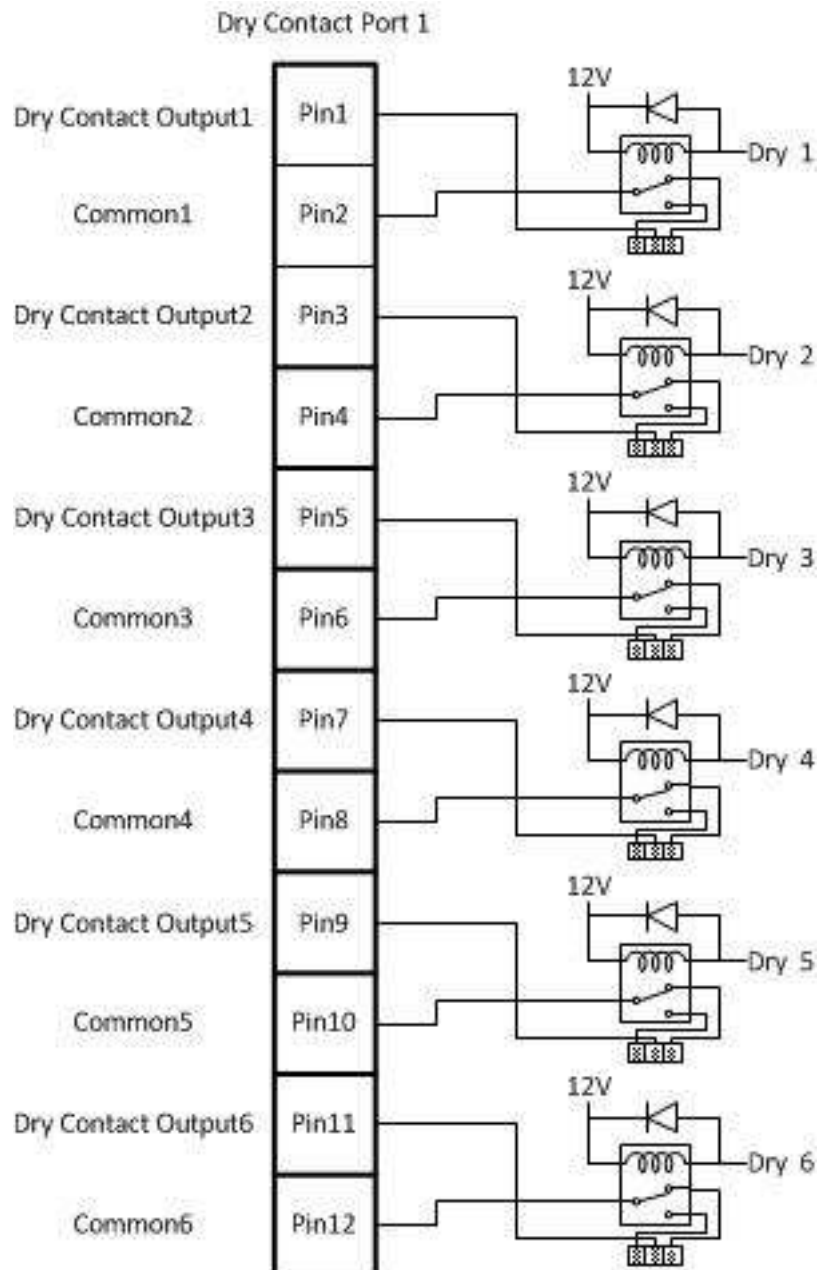 Dry Contact Port 1
12V
Dry Contact Output1 Pin1
Dry 1
Common1 Pin2
12V
Dry Contact Output2 Pin3
Dry 2
Common2 Pin4
12V
Dry Contact Output3 Pin5
Dry 3
Common3 Pin6
12V
Dry Contact Output4 Pin7
Dry 4
Common4 Pin8
12V
Dry Contact Output5 Pin9
Dry 5
Common5 Pin10
12V
Dry Contact Output6 Pin11
Dry 6
Common6 Pin12